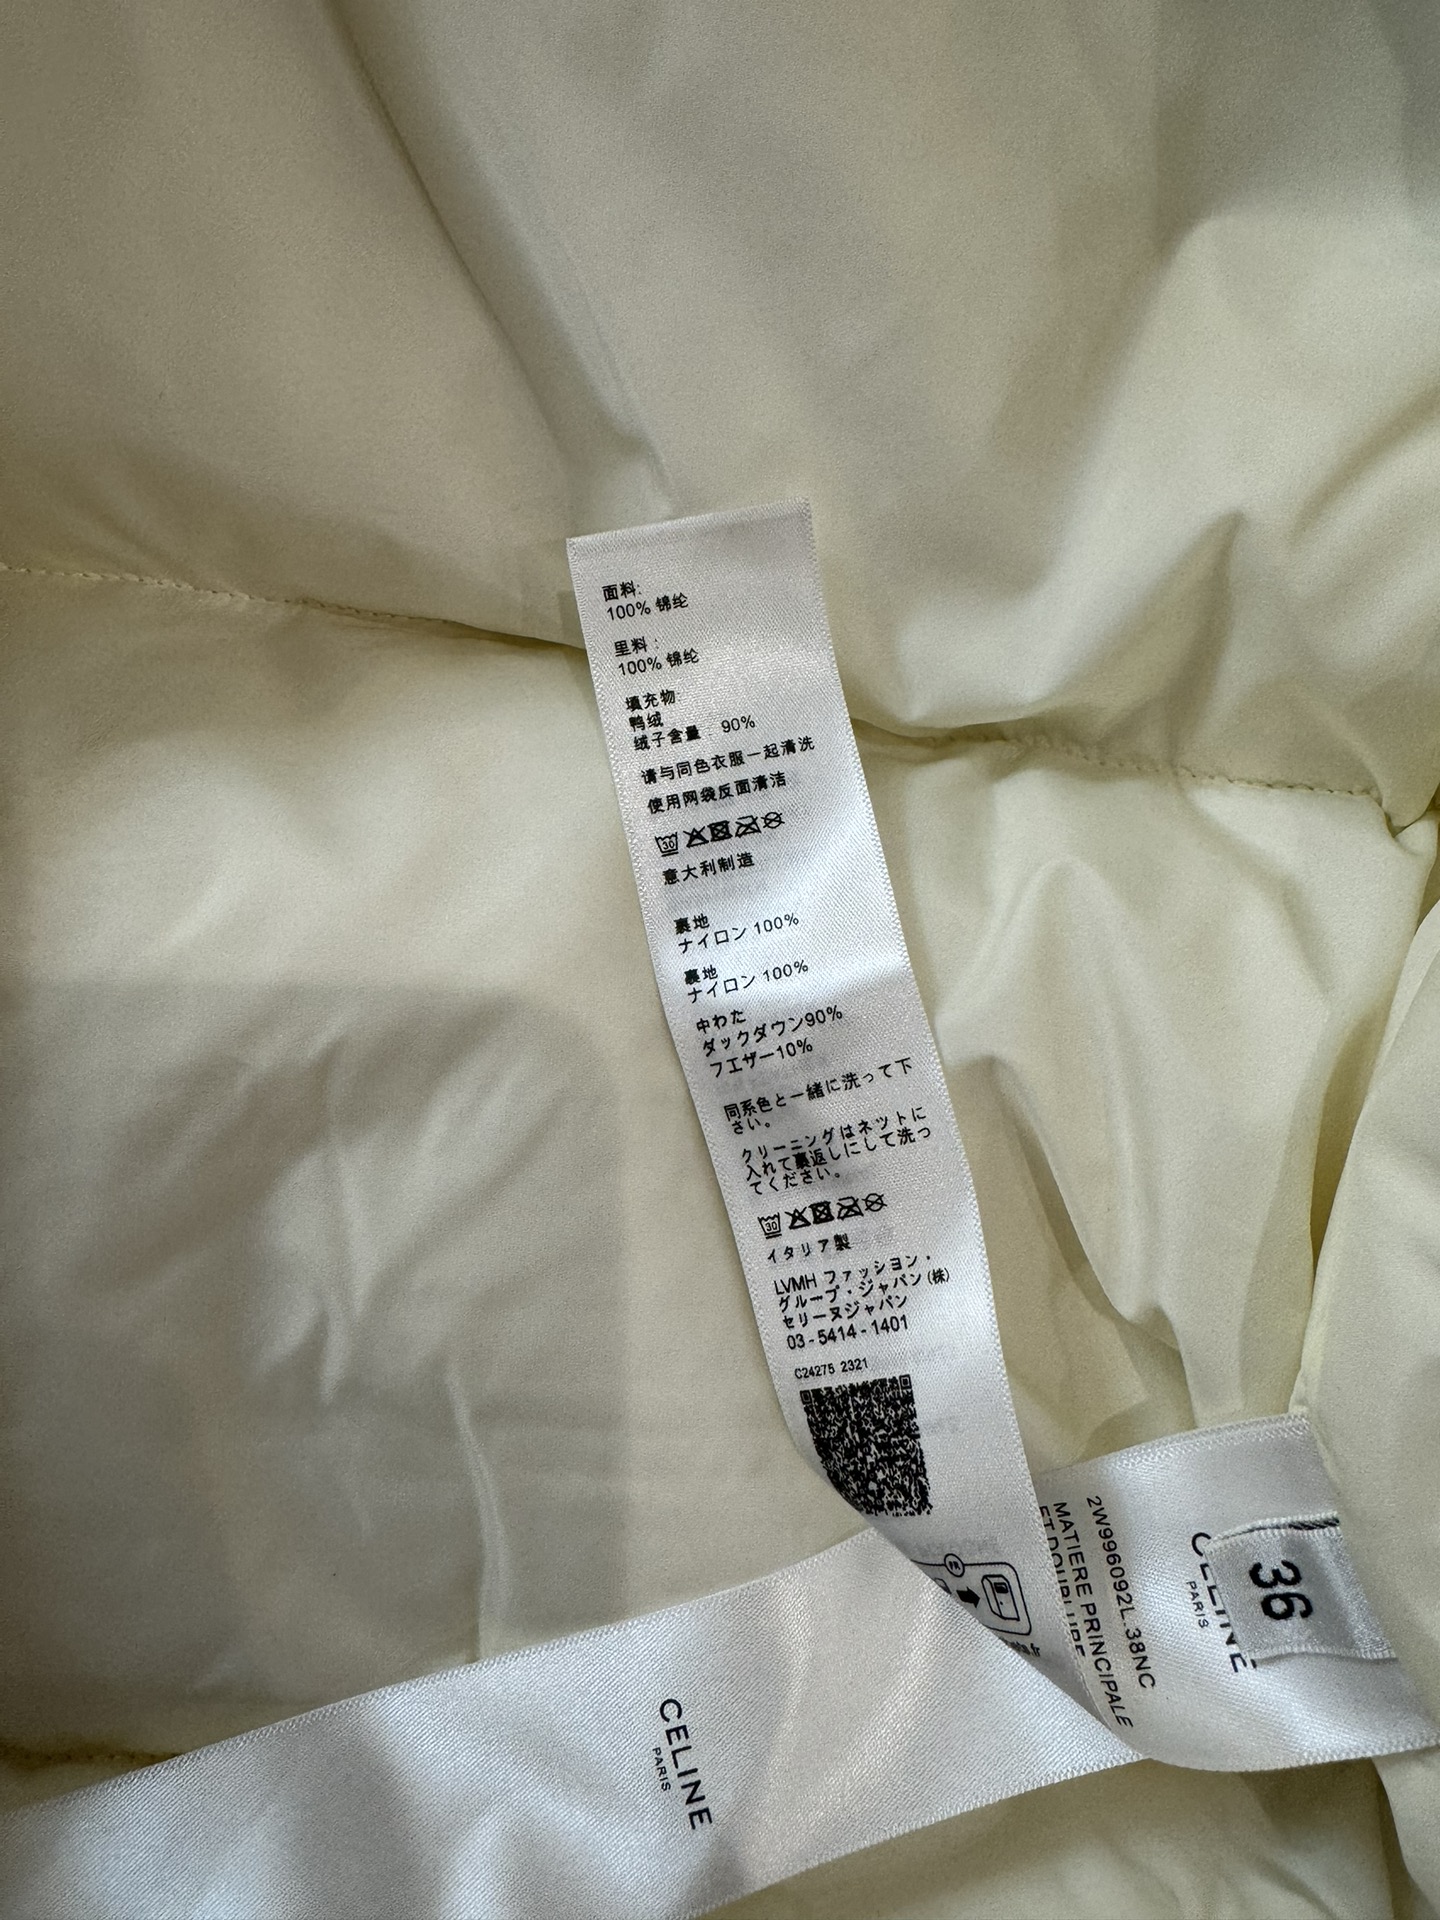 面料:
100% 锦纶
里料:
100% 锦纶
填充物
鸭绒
绒子含量: 90%
请与同色衣服一起清洗
使用网袋反面清洁
30
意大利制造
裏地
ナイロン 100%
裏地
ナイロン 100%
中わた
ダックダウン90%
フエザー10%
同系色と一緒に洗って下
さい。
クリーニングはネットに
入れて裏返しにして洗っ
てください。
30
イタリア製
LVMH ファッション・
グループ・ジャパン(株)
セリーヌジャパン
03-5414-1401
C24275 2321
FR
2W996092L.38NC
MATIERE PRINCIPALE
ET DOUBLURE
CELINE
PARIS
36
CELINE
PARIS